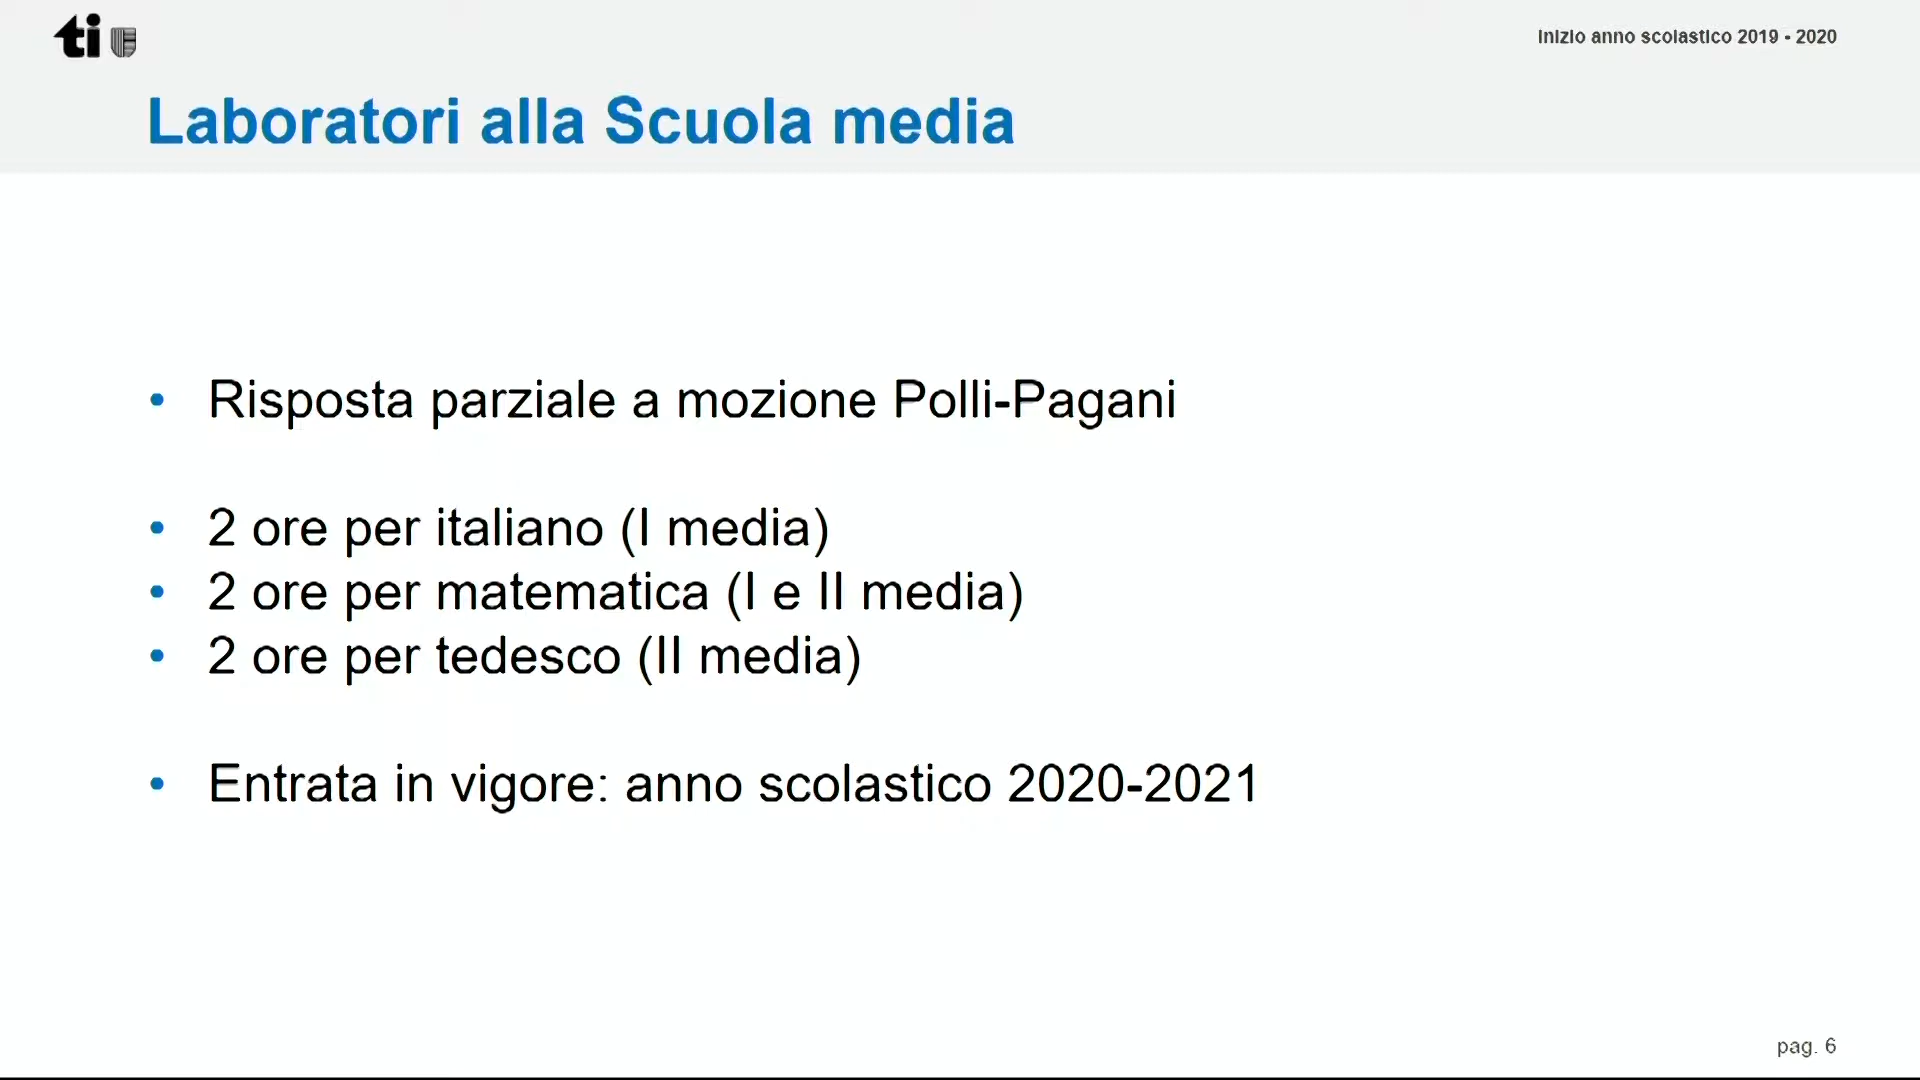 ti
Inizio anno scolastico 2019 - 2020
Laboratori alla Scuola media
• Risposta parziale a mozione Polli-Pagani
• 2 ore per italiano (I media)
• 2 ore per matematica (I e II media)
• 2 ore per tedesco (II media)
• Entrata in vigore: anno scolastico 2020-2021
pag. 6